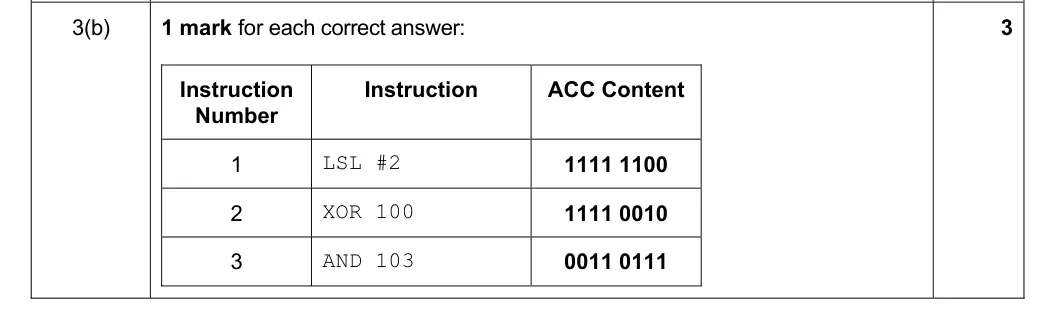 3(b) 1 mark for each correct answer: 3
Instruction Number Instruction ACC Content
1 LSL #2 1111 1100
2 XOR 100 1111 0010
3 AND 103 0011 0111